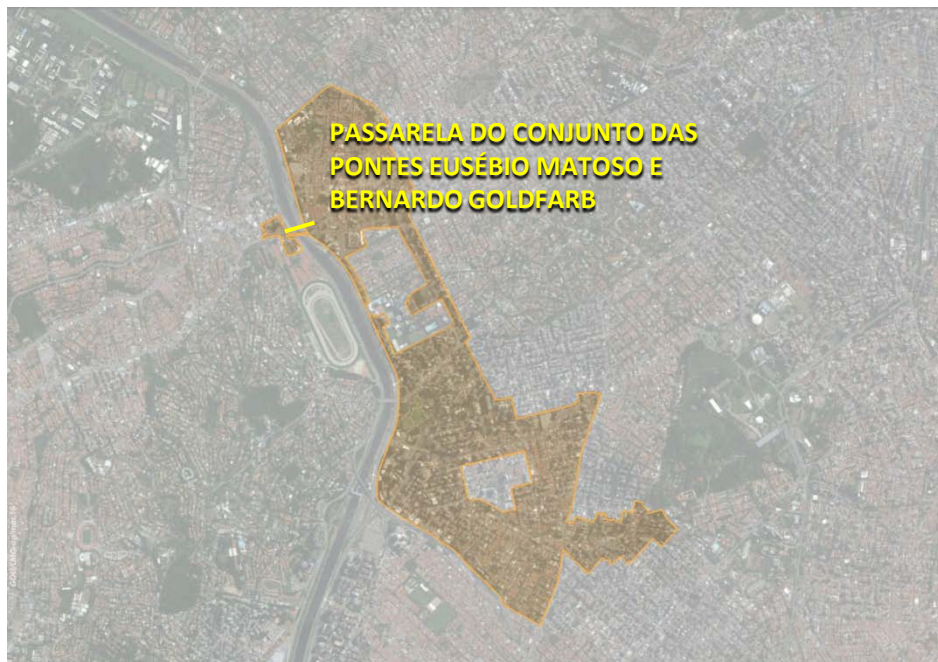 PASSARELA DO CONJUNTO DAS
PONTES EUSÉBIO MATOSO E
BERNARDO GOLDFARB